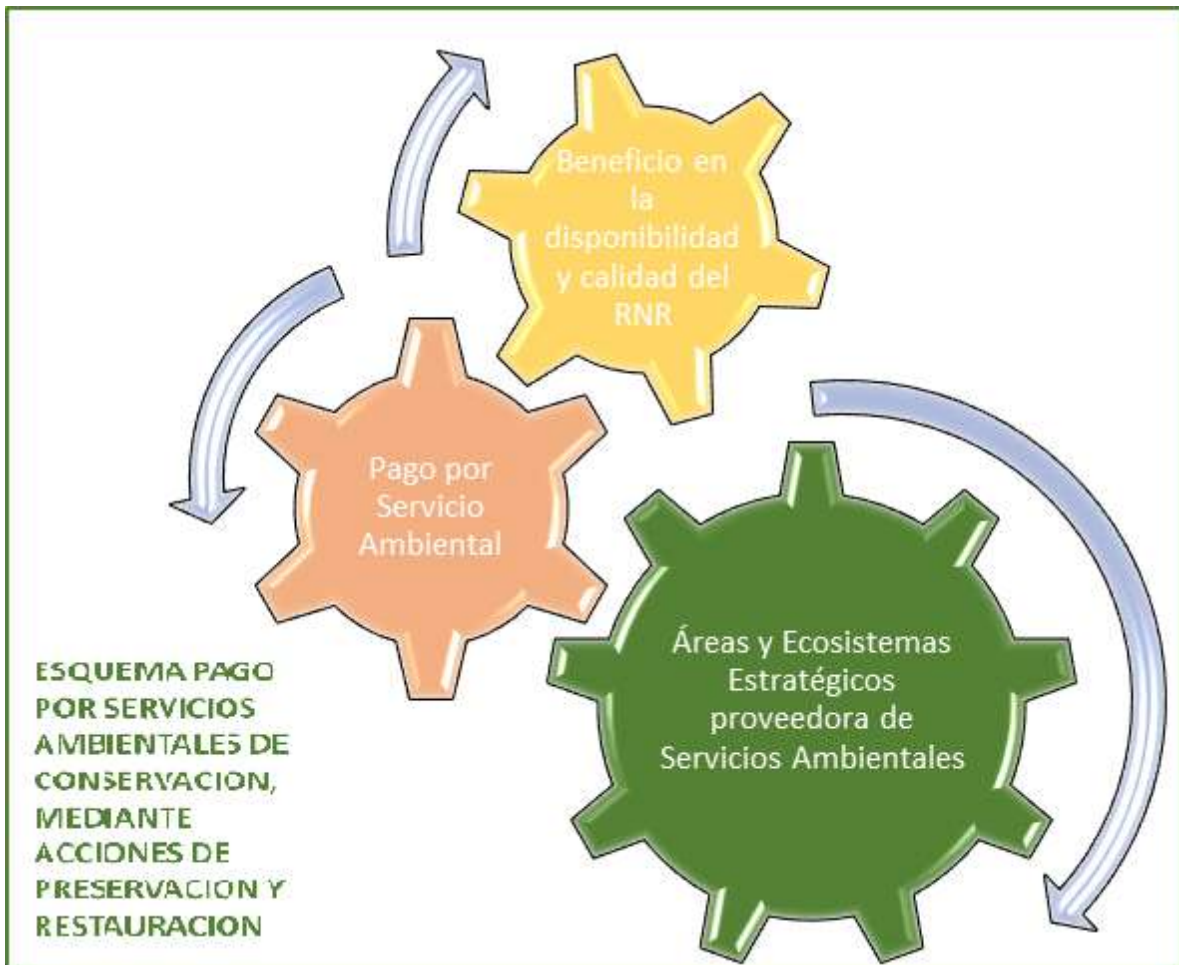 Beneficio en
la
disponibilidad
y calidad del
RNR
Pago por
Servicio
Ambiental
Áreas y Ecosistemas
Estratégicos
proveedora de
Servicios Ambientales
ESQUEMA PAGO
POR SERVICIOS
AMBIENTALES DE
CONSERVACION,
MEDIANTE
ACCIONES DE
PRESERVACION Y
RESTAURACION